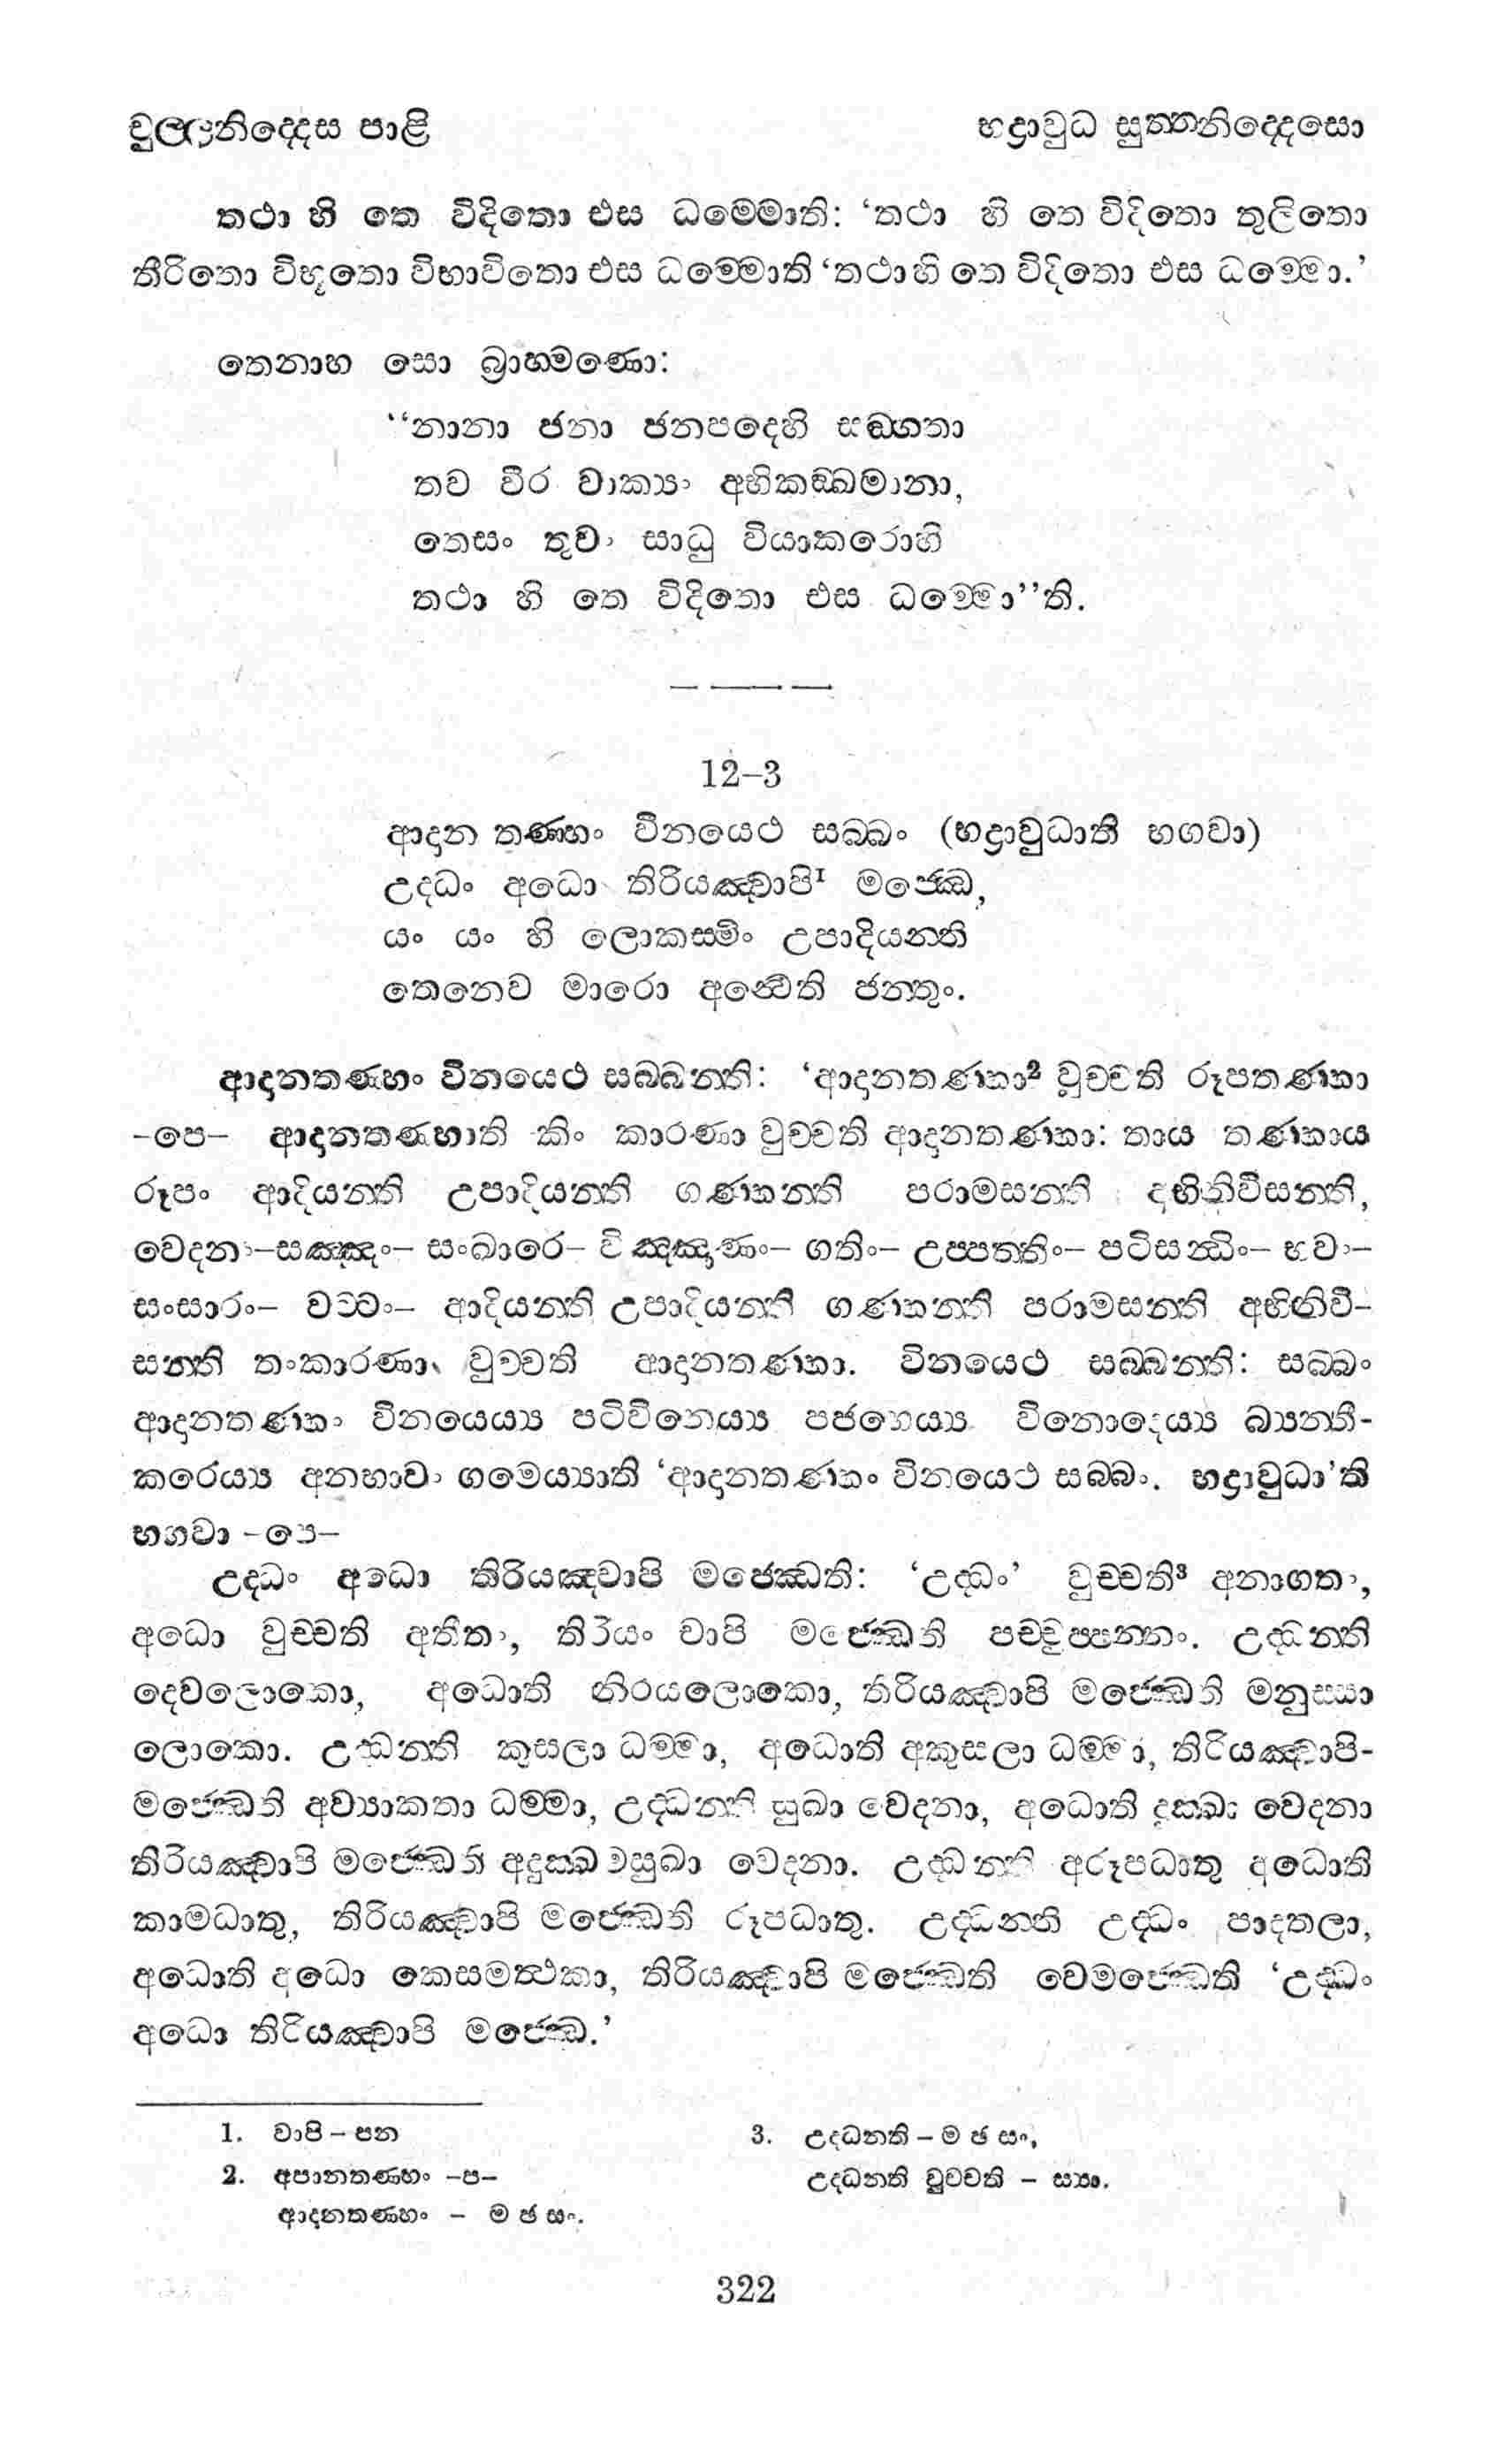 චුල්ලනිද්දෙස පාළි
භද්‍රාවුධ සුත්තනිද්දෙසො
තථා හි තෙ විදිතො එස ධම්මොති: ‘තථා හි තෙ විදිතො තුලිතො
තීරිතො විභූතො විභාවිතො එස ධම්මොති ‘තථාහි තෙ විදිතො එස ධම්මො.’
තෙනාහ සො බ්‍රාහමණො:
‘‘නානා ජනා ජනපදෙහි සඞ්ගතා
තව වීර වාක්‍යං අභිකඞ්ඛමානා,
තෙසං තුවං සාධු වියාකරොහි
තථා හි තෙ විදිතො එස ධම්මො’’ති.
12–3
ආදාන තණ්හං විනයෙථ සබ්බං (භද්‍රාවුධාති භගවා)
උද්ධං අධො තිරියඤ්චාපි¹ මජ්ඣෙ,
යං යං හි ලොකස්මිං උපාදියන්ති
තෙනෙව මාරො අන්වෙති ජන්තුං.
ආදානතණ්හං විනයෙථ සබ්බන්ති: ‘ආදානතණ්හා² වුච්චති රූපතණ්හා
–පෙ– ආදානතණ්හාති කිං කාරණා වුච්චති ආදානතණ්හා: තාය තණ්හාය
රූපං ආදියන්ති උපාදියන්ති ගණ්හන්ති පරාමසන්ති අභිනිවිසන්ති,
වෙදනං–සඤ්ඤං– සංඛාරෙ– විඤ්ඤාණං– ගතිං– උප්පත්තිං– පටිසන්ධිං– භවං–
සංසාරං– වට්ටං– ආදියන්ති උපාදියන්ති ගණ්හන්ති පරාමසන්ති අභිනිවි-
සන්ති තංකාරණා වුච්චති ආදානතණ්හා. විනයෙථ සබ්බන්ති: සබ්බං
ආදානතණ්හං විනයෙය්‍ය පටිවිනෙය්‍ය පජහෙය්‍ය විනොදෙය්‍ය බ්‍යන්තී-
කරෙය්‍ය අනභාවං ගමෙය්‍යාති ‘ආදානතණ්හං විනයෙථ සබ්බං. භද්‍රාවුධා’ති
භගවා –පෙ–
උද්ධං අධො තිරියඤ්චාපි මජ්ඣෙති: ‘උද්ධං’ වුච්චති³ අනාගතං,
අධො වුච්චති අතීතං, තිරියං චාපි මජ්ඣෙති පච්චුප්පන්නං. උද්ධන්ති
දෙවලොකො, අධොති නිරයලොකො, තිරියඤ්චාපි මජ්ඣෙති මනුස්සා
ලොකො. උද්ධන්ති කුසලා ධම්මා, අධොති අකුසලා ධම්මා, තිරියඤ්චාපි-
මජ්ඣෙති අව්‍යාකතා ධම්මා, උද්ධන්ති සුඛා වෙදනා, අධොති දුක්ඛා වෙදනා
තිරියඤ්චාපි මජ්ඣෙති අදුක්ඛමසුඛා වෙදනා. උද්ධන්ති අරූපධාතු අධොති
කාමධාතු, තිරියඤ්චාපි මජ්ඣෙති රූපධාතු. උද්ධන්ති උද්ධං පාදතලා,
අධොති අධො කෙසමත්ථකා, තිරියඤ්චාපි මජ්ඣෙති වෙමජ්ඣෙති ‘උද්ධං
අධො තිරියඤ්චාපි මජ්ඣෙ.’
1. වාපි – පන
2. අපානතණ්හං –ප–
ආදනතණ්හං – ම ඡ සං.
3. උද්ධන්ති – ම ඡ සං,
උද්ධන්ති වුච්චති – ස්‍යා.
322